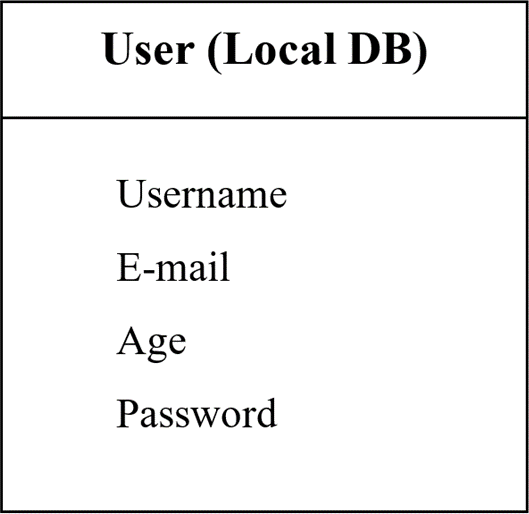 User (Local DB)
Username
E-mail
Age
Password